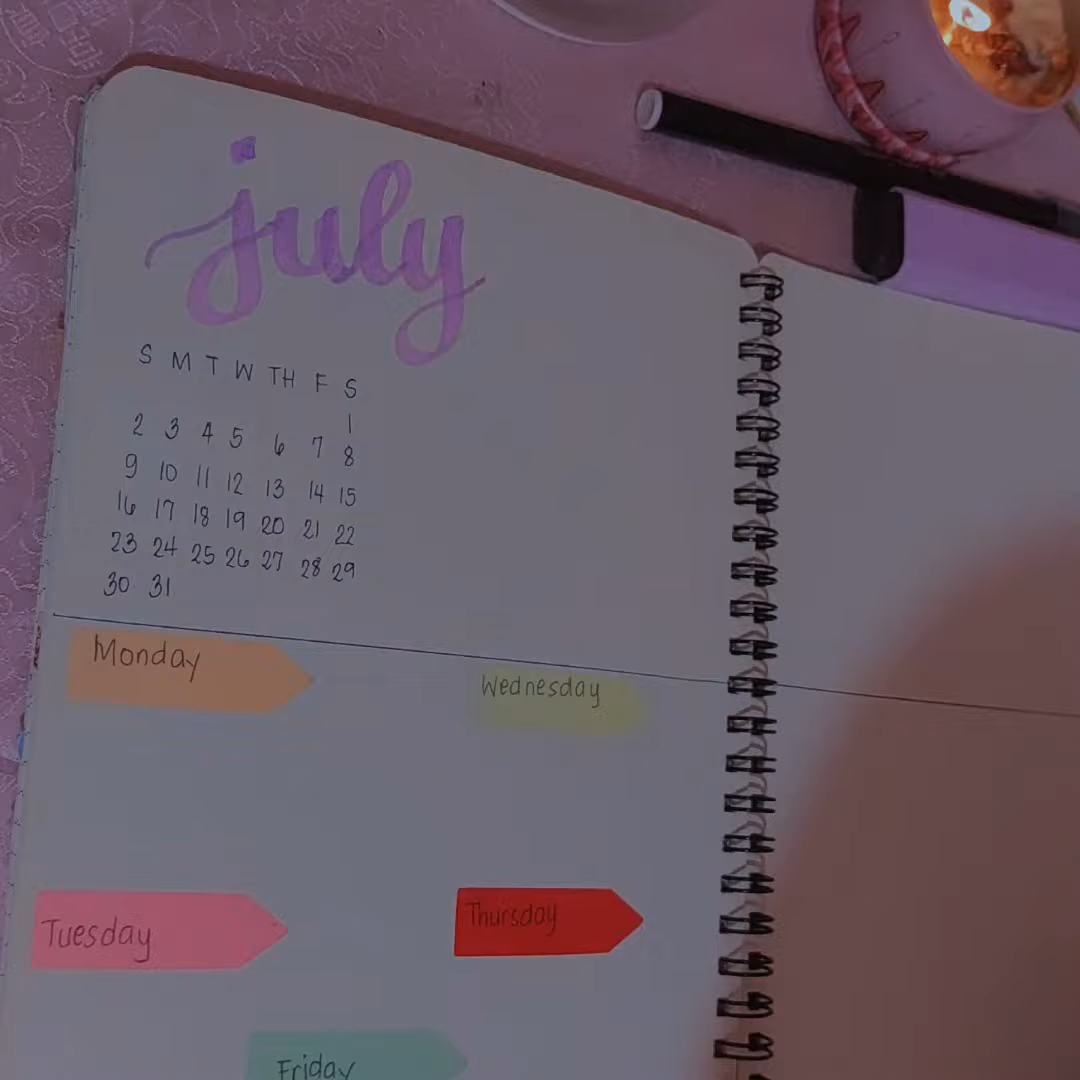 july
S M T W TH F S
1
2 3 4 5 6 7 8
9 10 11 12 13 14 15
16 17 18 19 20 21 22
23 24 25 26 27 28 29
30 31
Monday
Wednesday
Tuesday
Thursday
Friday